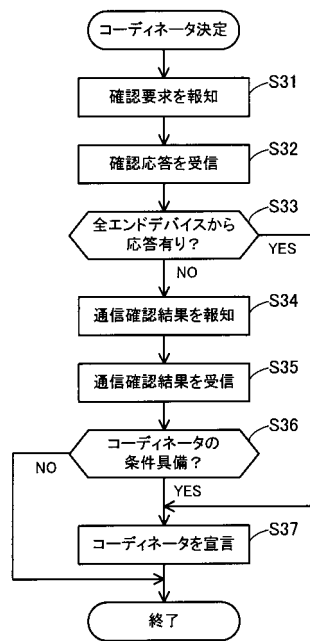 コーディネータ決定
S31
確認要求を報知
S32
確認応答を受信
S33
全エンドデバイスから
応答有り?
YES
NO
S34
通信確認結果を報知
S35
通信確認結果を受信
S36
コーディネータの
条件具備?
NO
YES
S37
コーディネータを宣言
終了